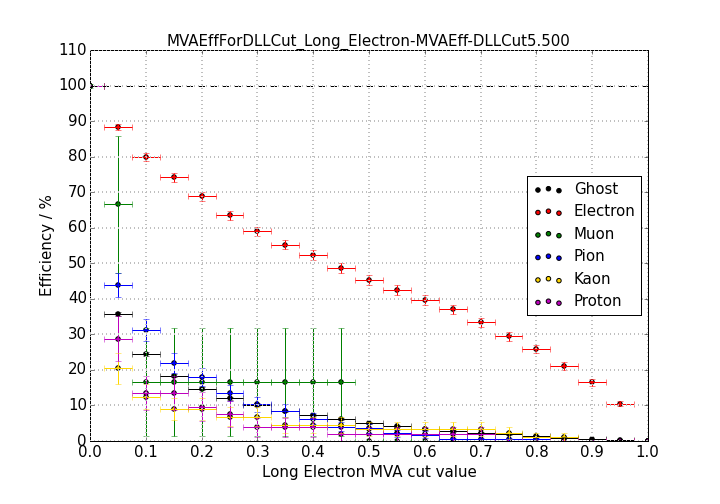 MVAEffForDLLCut_Long_Electron-MVAEff-DLLCut5.500
110
100
90
80
70
60
50
40
30
20
10
0
Efficiency / %
Ghost
Electron
Muon
Pion
Kaon
Proton
0.0 0.1 0.2 0.3 0.4 0.5 0.6 0.7 0.8 0.9 1.0
Long Electron MVA cut value